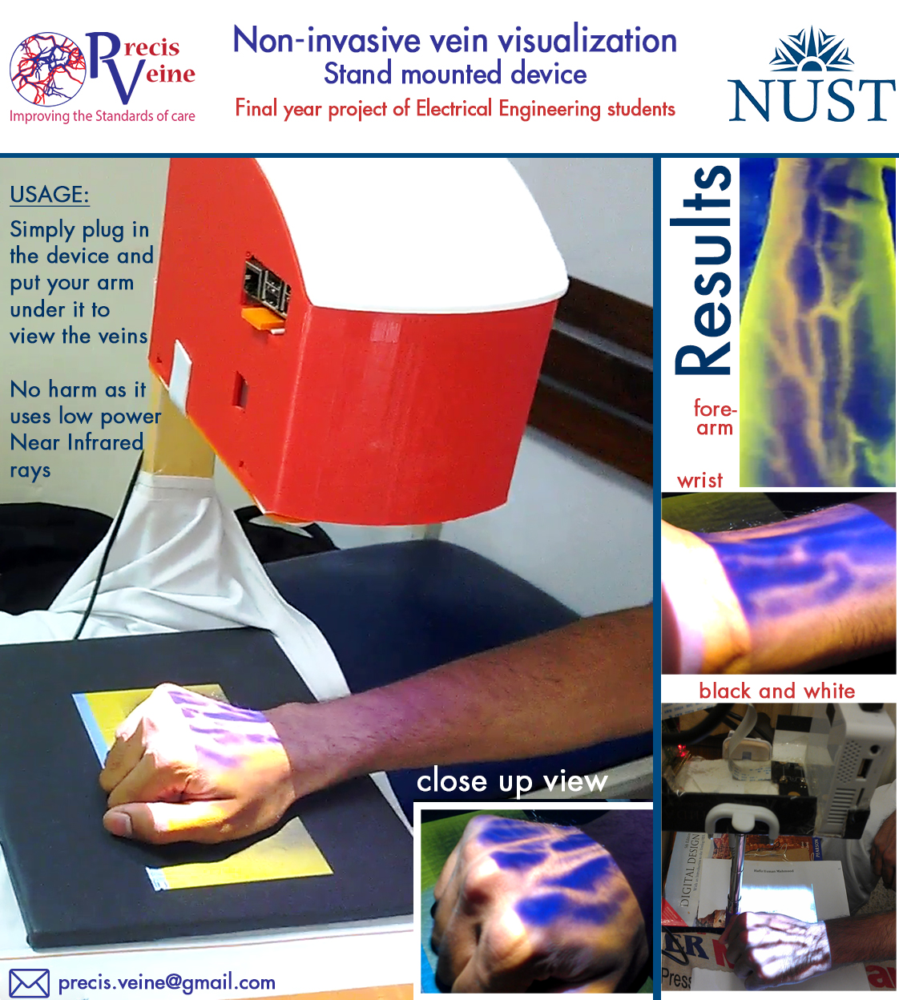 Precis
Veine
Improving the Standards of care
Non-invasive vein visualization
Stand mounted device
Final year project of Electrical Engineering students
NUST
USAGE:
Simply plug in
the device and
put your arm
under it to
view the veins
No harm as it
uses low power
Near Infrared
rays
close up view
precis.veine@gmail.com
Results
fore-
arm
wrist
black and white
DIGITAL DESIGN
PEARSON
ER
Press